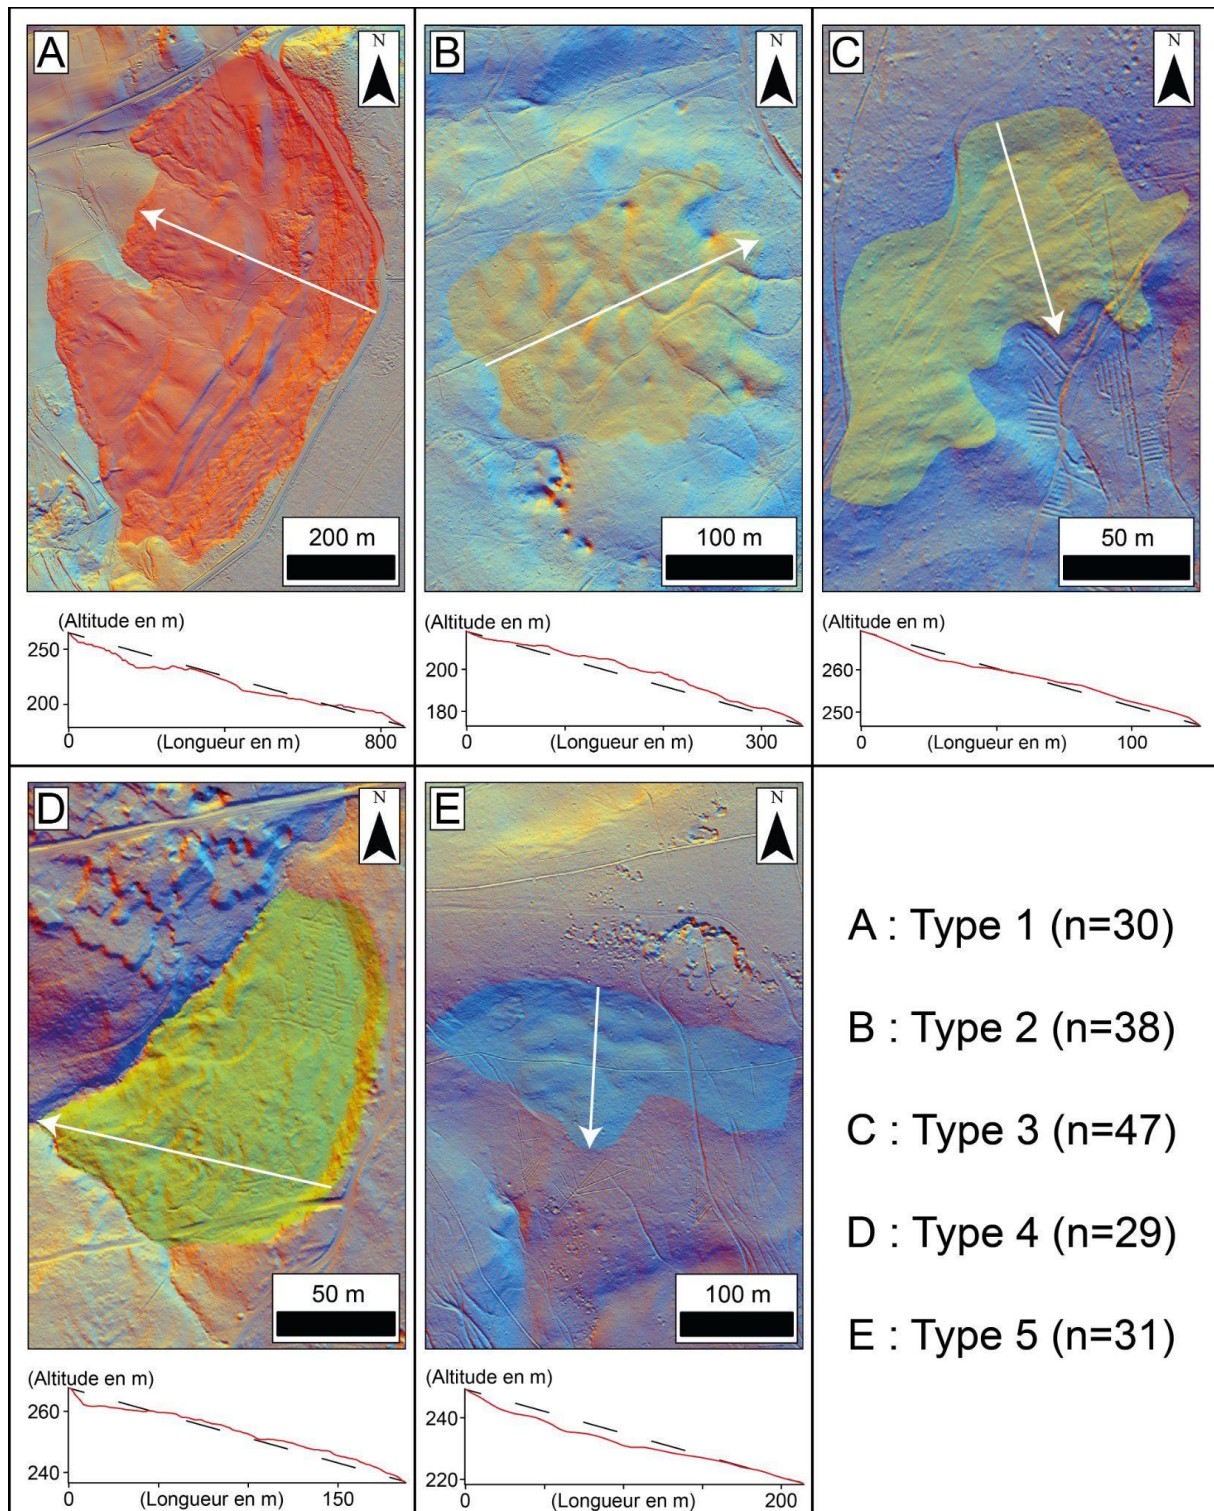 A
N
200 m
(Altitude en m)
250
200
0
(Longueur en m)
800
B
N
100 m
(Altitude en m)
200
180
0
(Longueur en m)
300
C
N
50 m
(Altitude en m)
260
250
0
(Longueur en m)
100
D
N
50 m
(Altitude en m)
260
240
0
(Longueur en m)
150
E
N
100 m
(Altitude en m)
240
220
0
(Longueur en m)
200
A : Type 1 (n=30)
B : Type 2 (n=38)
C : Type 3 (n=47)
D : Type 4 (n=29)
E : Type 5 (n=31)